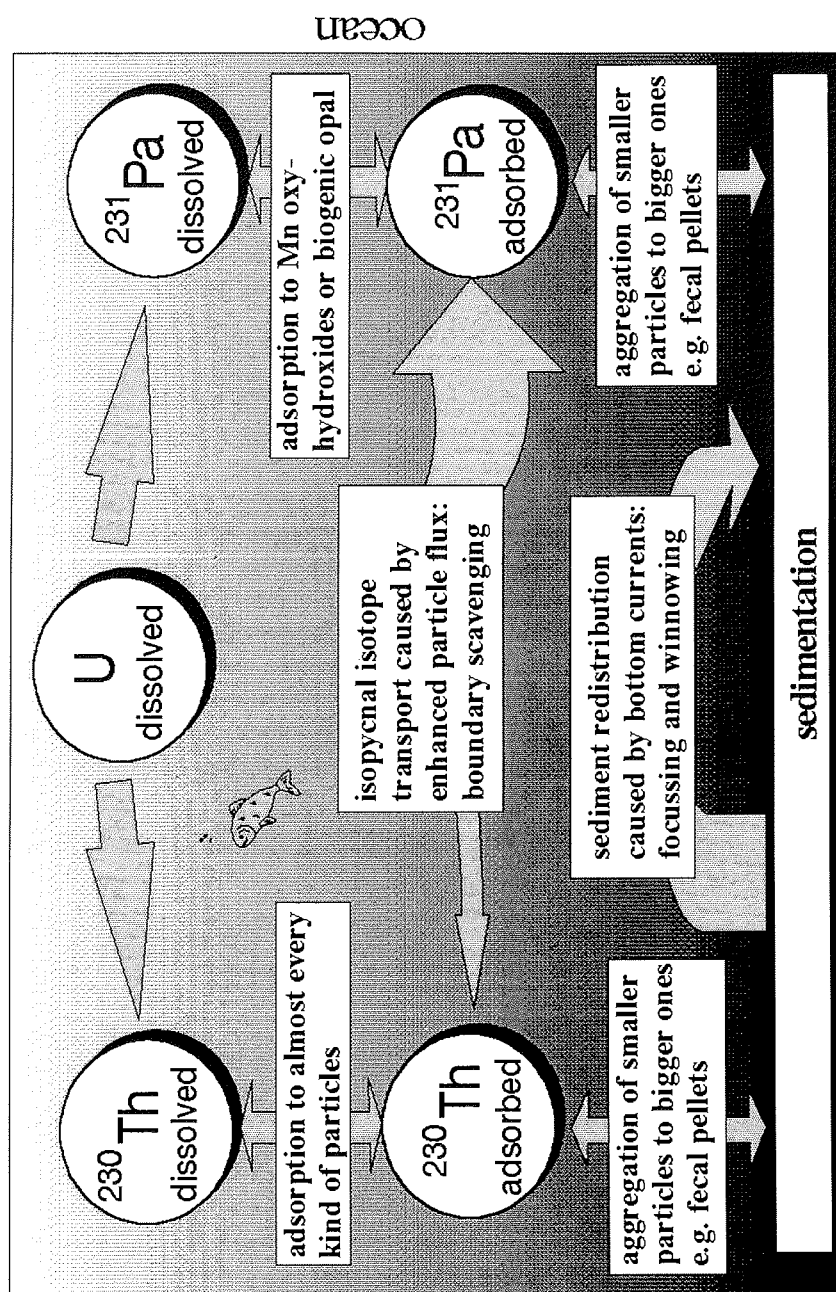 ocean
U
dissolved
230Th
dissolved
231Pa
dissolved
adsorption to almost every
kind of particles
adsorption to Mn oxy-
hydroxides or biogenic opal
isopycnal isotope
transport caused by
enhanced particle flux:
boundary scavenging
230Th
adsorbed
231Pa
adsorbed
aggregation of smaller
particles to bigger ones
e.g. fecal pellets
sediment redistribution
caused by bottom currents:
focussing and winnowing
aggregation of smaller
particles to bigger ones
e.g. fecal pellets
sedimentation